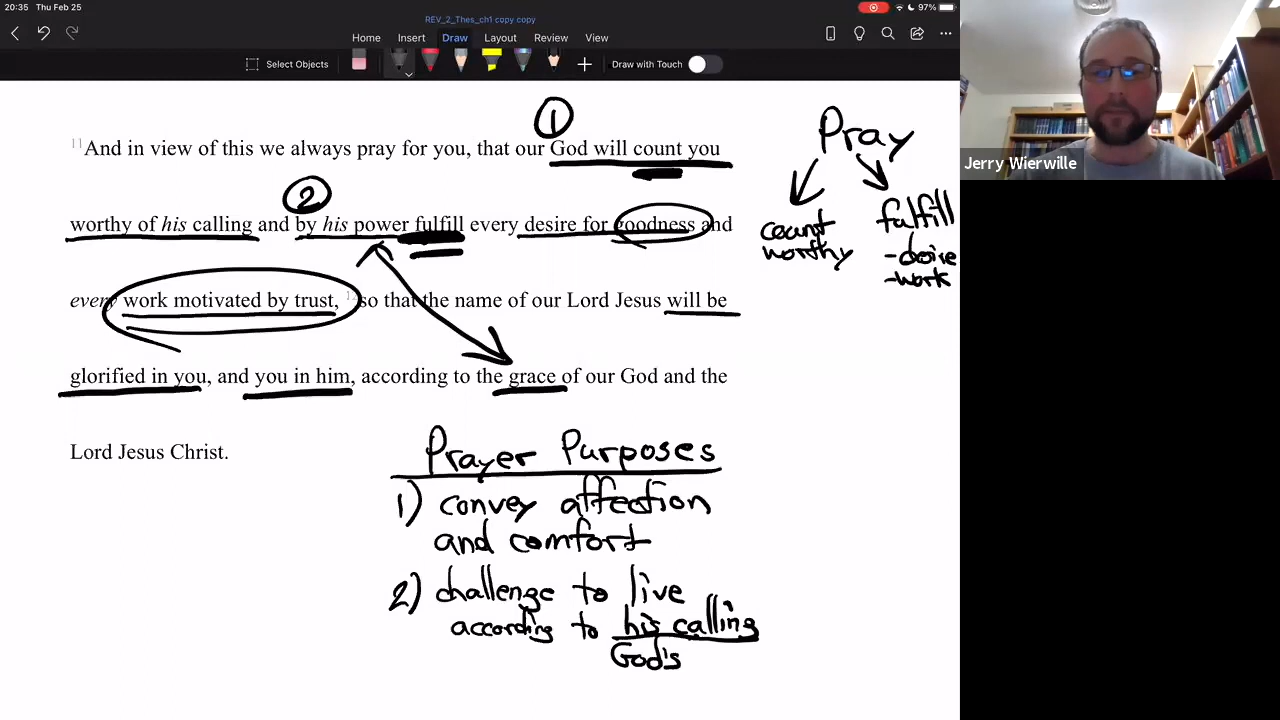 20:35 Thu Feb 25
97%
REV_2_Thes_ch1 copy copy
Home Insert Draw Layout Review View
Select Objects
Draw with Touch
1
11And in view of this we always pray for you, that our God will count you
2
worthy of his calling and by his power fulfill every desire for goodness and
every work motivated by trust, 12so that the name of our Lord Jesus will be
glorified in you, and you in him, according to the grace of our God and the
Lord Jesus Christ.
Pray
count
worthy
fulfill
-desire
-work
Prayer Purposes
1) convey affection
and comfort
2) challenge to live
according to his calling
God's
Jerry Wierwille